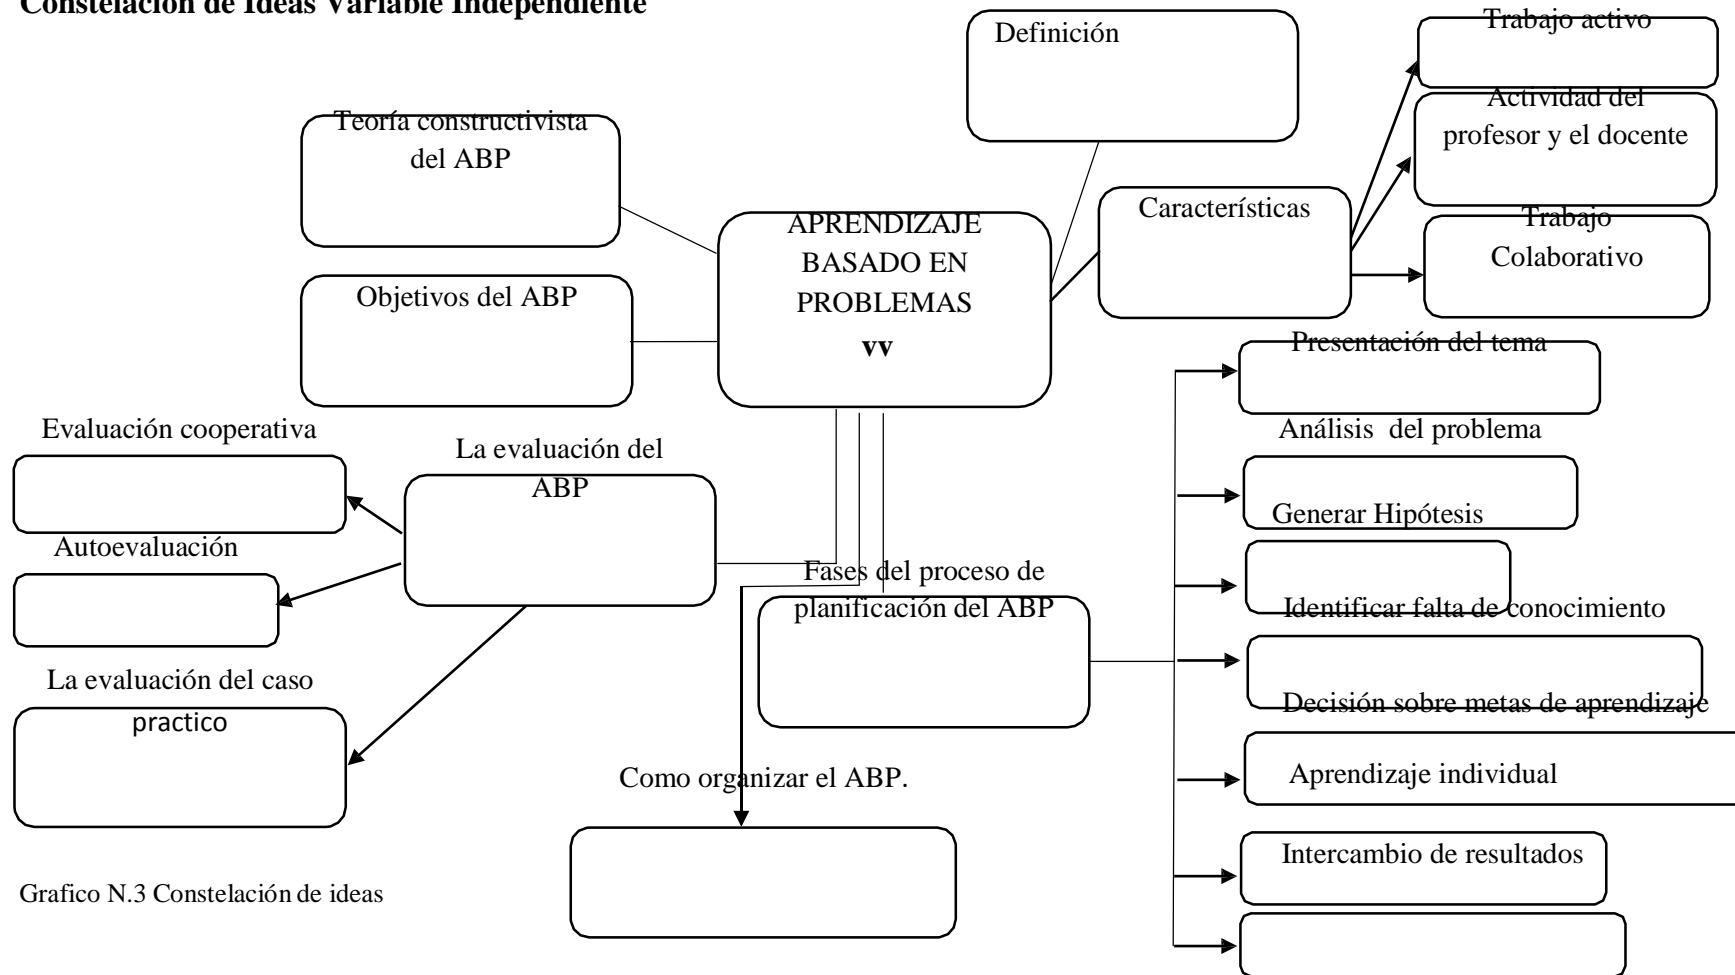 Constelación de Ideas Variable Independiente
Definición
Trabajo activo
Actividad del
profesor y el docente
Trabajo
Colaborativo
Características
Teoría constructivista
del ABP
APRENDIZAJE
BASADO EN
PROBLEMAS
vv
Objetivos del ABP
Presentación del tema
Análisis  del problema
Generar Hipótesis
Identificar falta de conocimiento
Decisión sobre metas de aprendizaje
Aprendizaje individual
Intercambio de resultados
Evaluación cooperativa
La evaluación del
ABP
Autoevaluación
La evaluación del caso
practico
Fases del proceso de
planificación del ABP
Como organizar el ABP.
Grafico N.3 Constelación de ideas